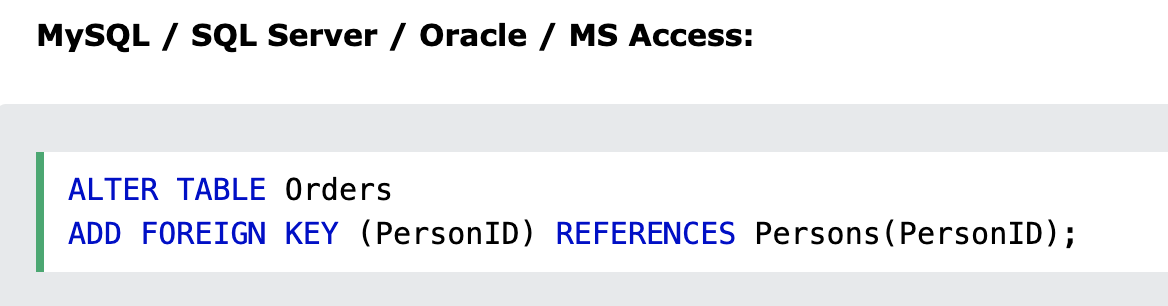 MySQL / SQL Server / Oracle / MS Access:
ALTER TABLE Orders
ADD FOREIGN KEY (PersonID) REFERENCES Persons(PersonID);